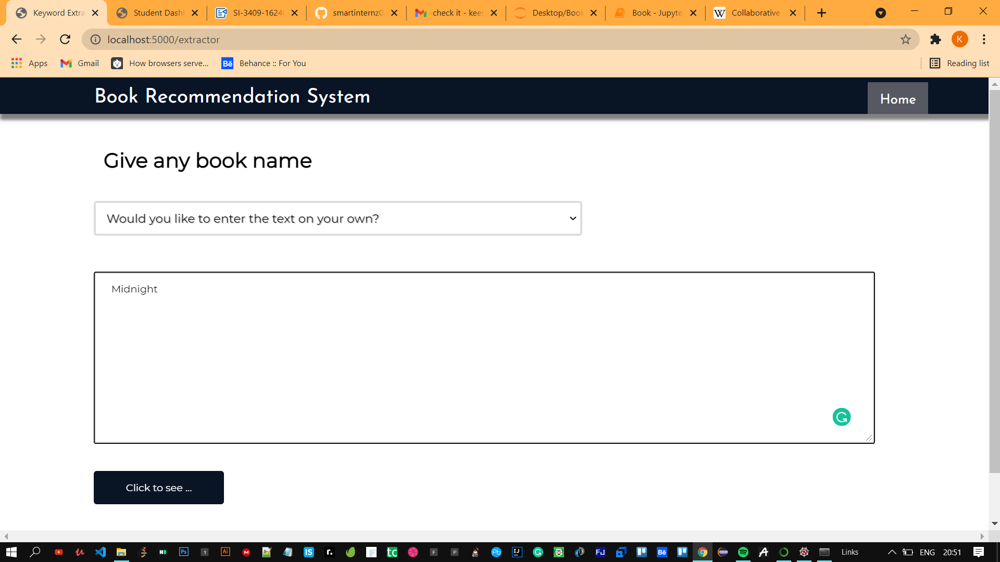 Keyword Extra
Student Dash
SI-3409-1624
smartinternz0
check it - keer
Desktop/Book
Book - Jupyte
Collaborative
localhost:5000/extractor
K
Apps
Gmail
How browsers serve...
Bē
Behance :: For You
Reading list
Book Recommendation System
Home
Give any book name
Would you like to enter the text on your own?
Midnight
Click to see ...
Links
ENG
20:51